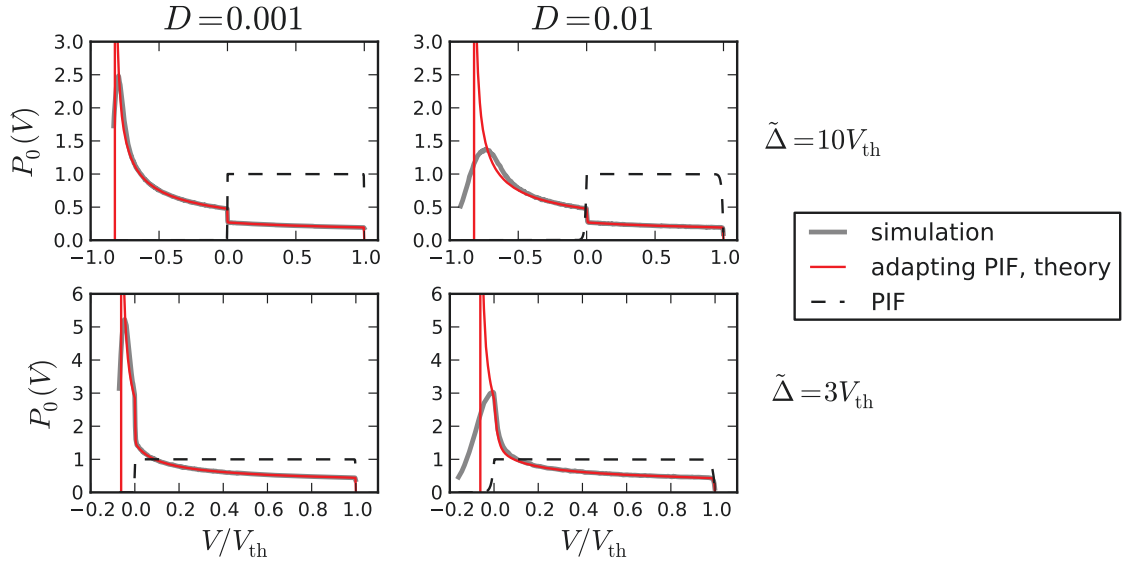 D = 0.001 D = 0.01
3.0 3.0
2.5 2.5
2.0 2.0
1.5 1.5
1.0 1.0
0.5 0.5
0.0 0.0
P₀(V)
−1.0 −0.5 0.0 0.5 1.0 −1.0 −0.5 0.0 0.5 1.0
Δ̃ = 10V_th
simulation
adapting PIF, theory
PIF
6 6
5 5
4 4
3 3
2 2
1 1
0 0
P₀(V)
−0.2 0.0 0.2 0.4 0.6 0.8 1.0 −0.2 0.0 0.2 0.4 0.6 0.8 1.0
Δ̃ = 3V_th
V/V_th V/V_th